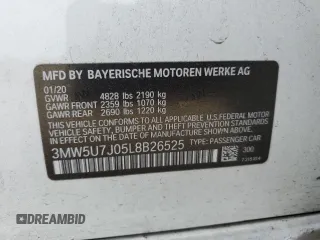 MFD BY BAYERISCHE MOTOREN WERKE AG
01/20
GVWR 4828 lbs 2190 kg
GAWR FRONT 2359 lbs 1070 kg
GAWR REAR 2690 lbs 1220 kg
THIS VEHICLE CONFORMS TO ALL APPLICABLE
U.S. FEDERAL MOTOR VEHICLE SAFETY, BUMPER
AND THEFT PREVENTION STANDARDS IN EFFECT ON
THE DATE OF MANUFACTURE SHOWN ABOVE.
3MW5U7J05L8B26525
TYPE: PASSENGER CAR
300
DREAMBID